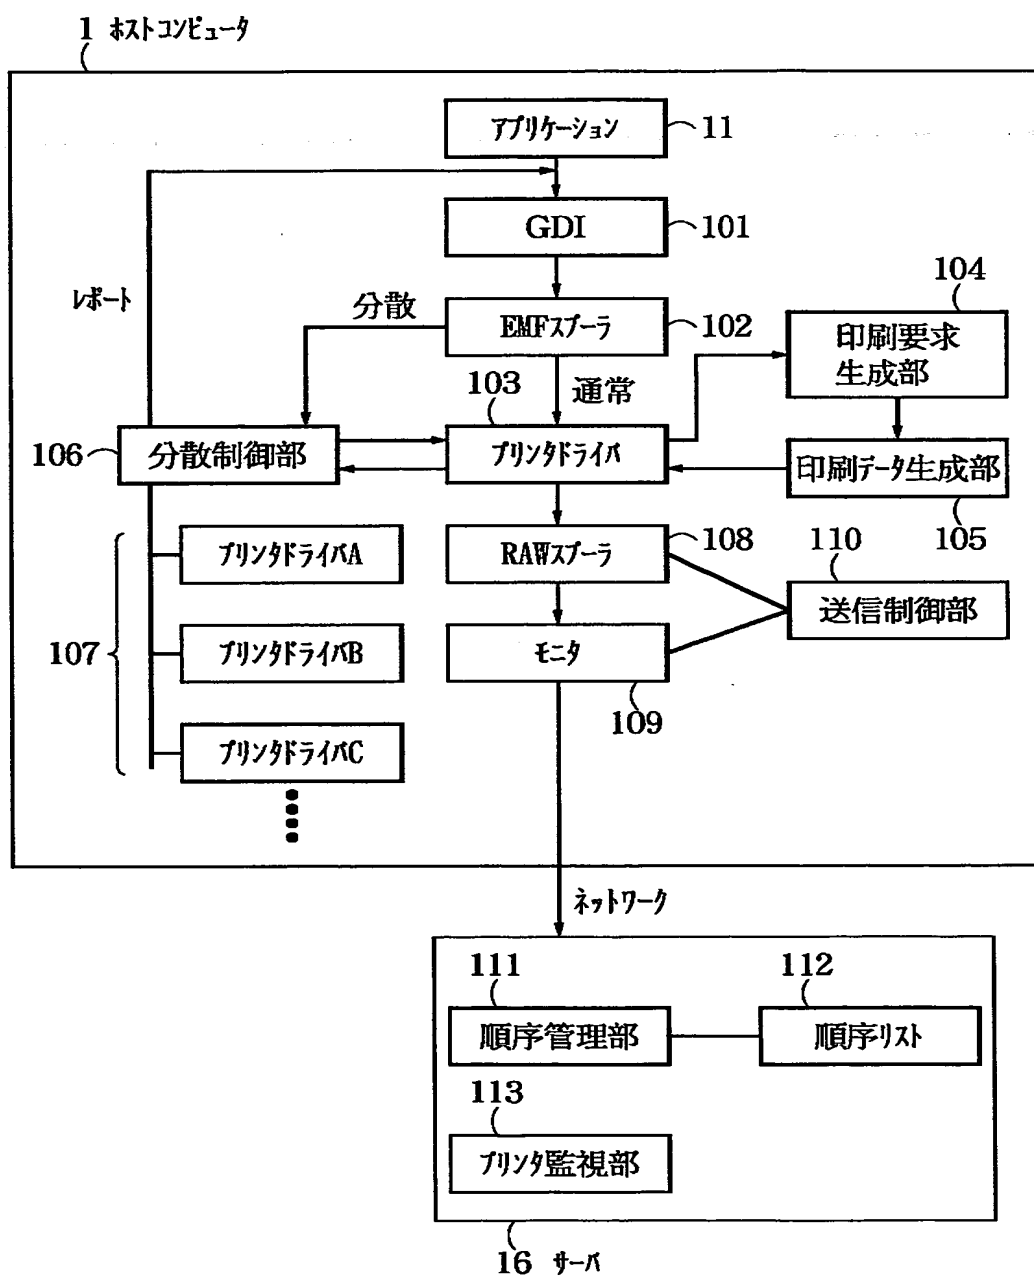 1 ホストコンピュータ
アプリケーション
11
GDI
101
レポート
分散
EMFスプーラ
102
104
印刷要求
生成部
通常
103
106
分散制御部
プリンタドライバ
印刷データ生成部
105
プリンタドライバA
RAWスプーラ
108
110
送信制御部
107
プリンタドライバB
モニタ
109
プリンタドライバC
ネットワーク
111
112
順序管理部
順序リスト
113
プリンタ監視部
16 サーバ